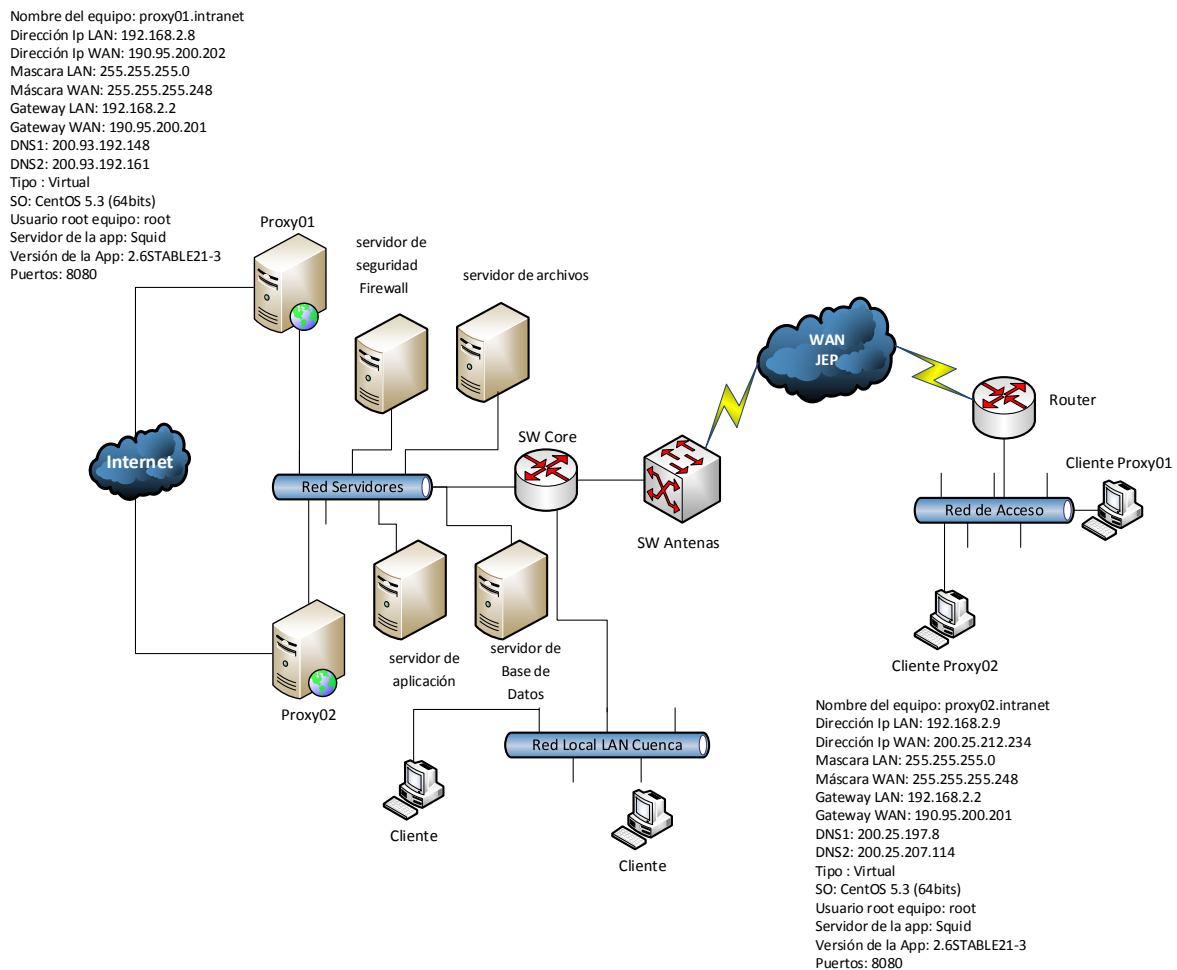 Nombre del equipo: proxy01.intranet
Dirección Ip LAN: 192.168.2.8
Dirección Ip WAN: 190.95.200.202
Mascara LAN: 255.255.255.0
Máscara WAN: 255.255.255.248
Gateway LAN: 192.168.2.2
Gateway WAN: 190.95.200.201
DNS1: 200.93.192.148
DNS2: 200.93.192.161
Tipo : Virtual
SO: CentOS 5.3 (64bits)
Usuario root equipo: root
Servidor de la app: Squid
Versión de la App: 2.6STABLE21-3
Puertos: 8080
Proxy01
servidor de
seguridad
Firewall
servidor de archivos
WAN
JEP
Router
SW Core
Internet
Red Servidores
Cliente Proxy01
Red de Acceso
SW Antenas
servidor de
aplicación
servidor de
Base de
Datos
Cliente Proxy02
Proxy02
Red Local LAN Cuenca
Cliente
Cliente
Nombre del equipo: proxy02.intranet
Dirección Ip LAN: 192.168.2.9
Dirección Ip WAN: 200.25.212.234
Mascara LAN: 255.255.255.0
Máscara WAN: 255.255.255.248
Gateway LAN: 192.168.2.2
Gateway WAN: 190.95.200.201
DNS1: 200.25.197.8
DNS2: 200.25.207.114
Tipo : Virtual
SO: CentOS 5.3 (64bits)
Usuario root equipo: root
Servidor de la app: Squid
Versión de la App: 2.6STABLE21-3
Puertos: 8080